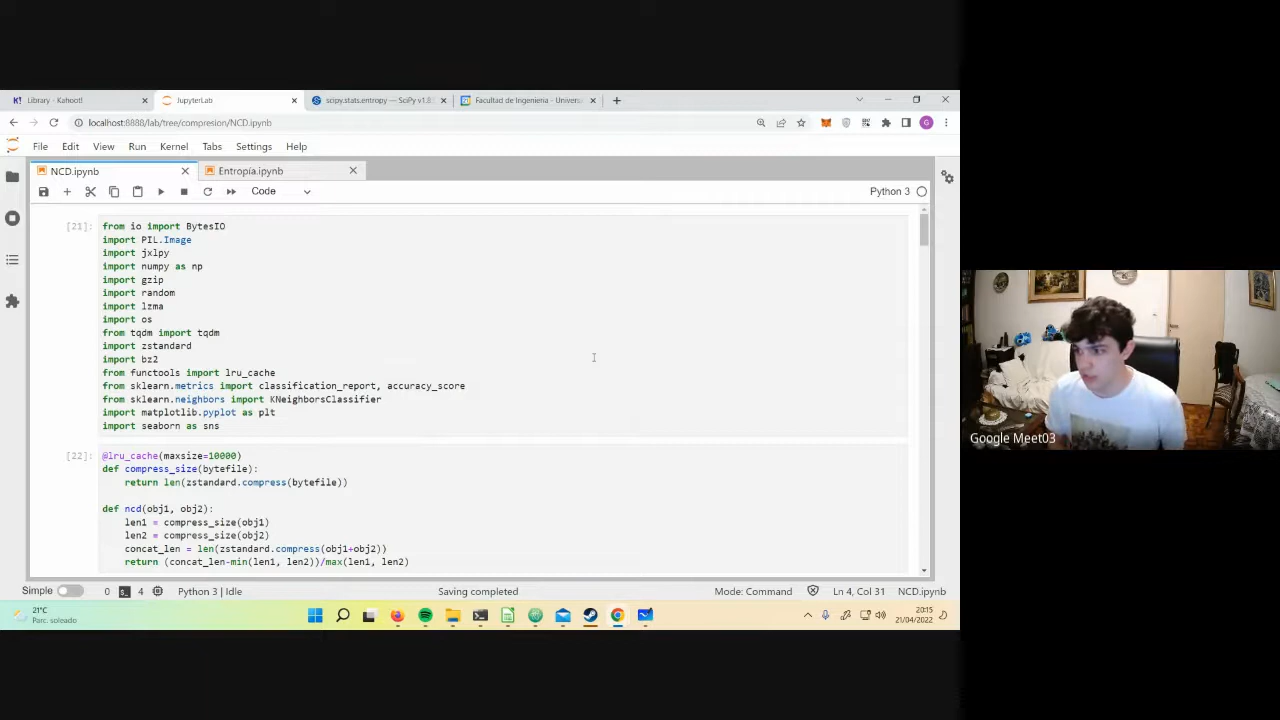 Library - Kahoot!
JupyterLab
scipy.stats.entropy — SciPy v1.8
Facultad de Ingeniería - Univers
localhost:8888/lab/tree/compresion/NCD.ipynb
G
File Edit View Run Kernel Tabs Settings Help
NCD.ipynb
Entropía.ipynb
Code
Python 3
[21]:
from io import BytesIO
import PIL.Image
import jxlpy
import numpy as np
import gzip
import random
import lzma
import os
from tqdm import tqdm
import zstandard
import bz2
from functools import lru_cache
from sklearn.metrics import classification_report, accuracy_score
from sklearn.neighbors import KNeighborsClassifier
import matplotlib.pyplot as plt
import seaborn as sns
[22]:
@lru_cache(maxsize=10000)
def compress_size(bytefile):
    return len(zstandard.compress(bytefile))
def ncd(obj1, obj2):
    len1 = compress_size(obj1)
    len2 = compress_size(obj2)
    concat_len = len(zstandard.compress(obj1+obj2))
    return (concat_len-min(len1, len2))/max(len1, len2)
Simple 0 4 Python 3 | Idle Saving completed Mode: Command Ln 4, Col 31 NCD.ipynb
21°C
Parc. soleado
20:15
21/04/2022
Google Meet03